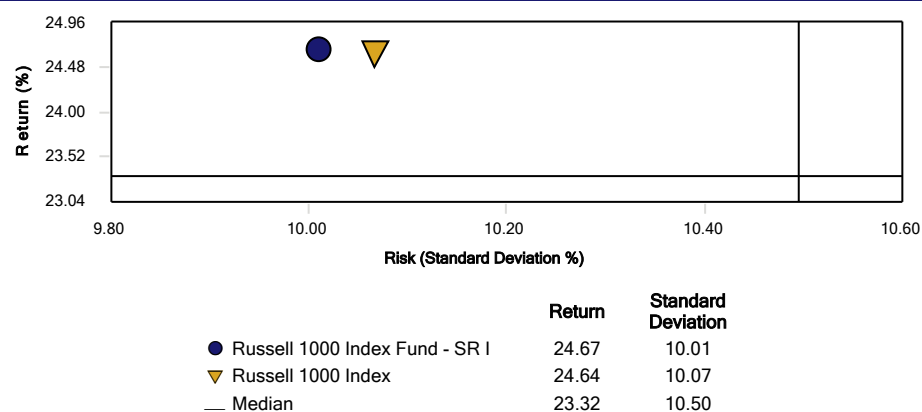 24.96
24.48
24.00
23.52
23.04
Return (%)
9.80 10.00 10.20 10.40 10.60
Risk (Standard Deviation %)
Return Standard Deviation
Russell 1000 Index Fund - SR I 24.67 10.01
Russell 1000 Index 24.64 10.07
Median 23.32 10.50